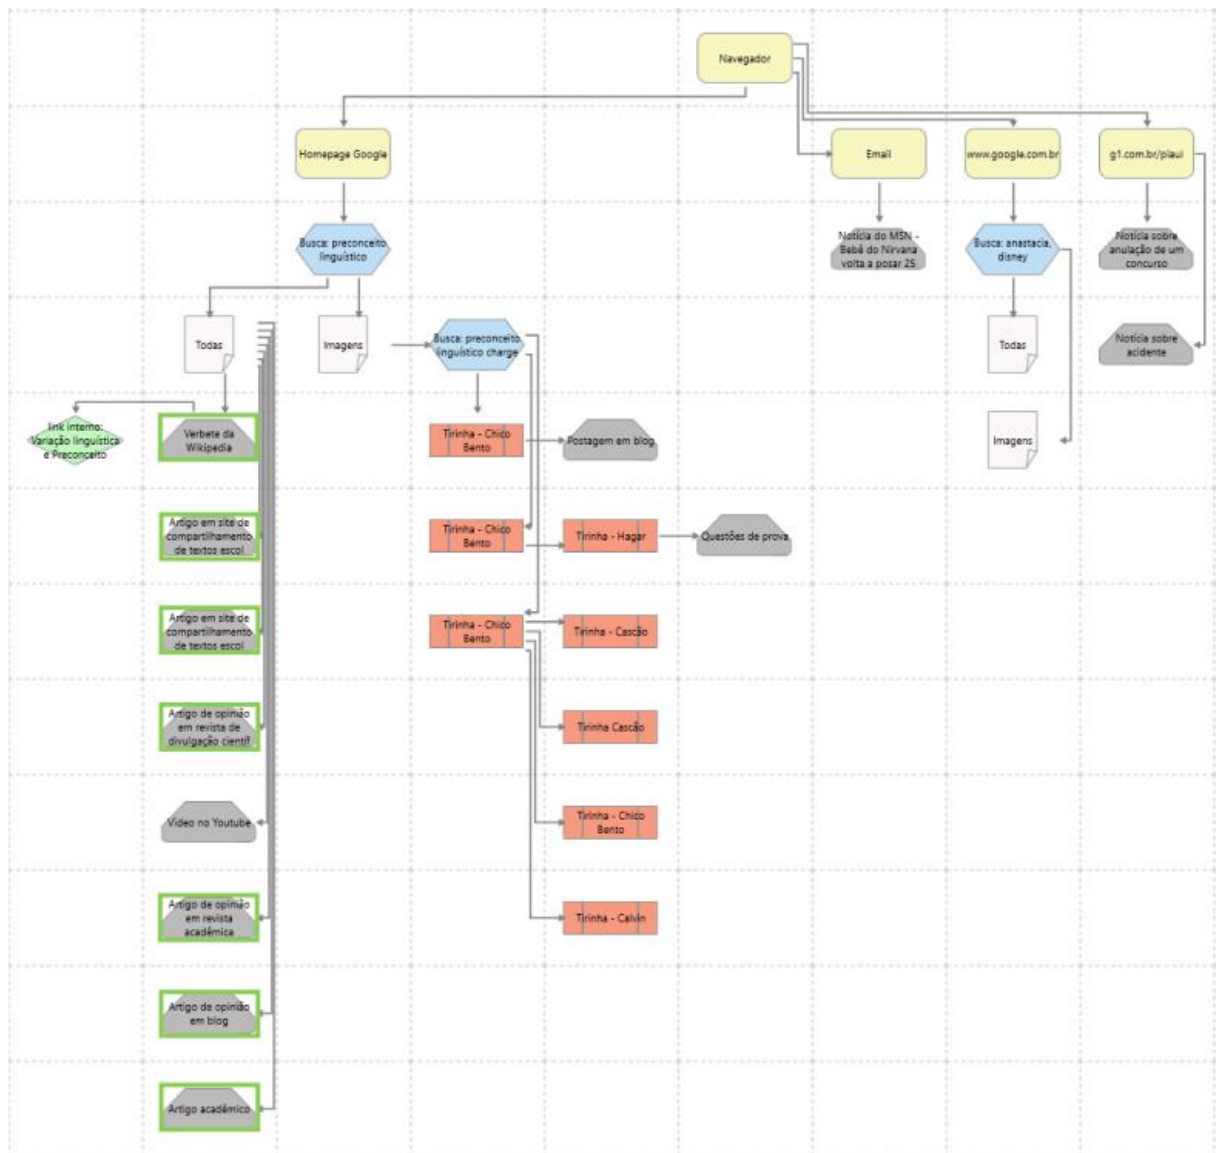 Navegador
Homepage Google
Email
www.google.com.br
g1.com.br/piaui
Busca: preconceito
linguístico
Notícia do MSN -
Bebê do Nirvana
volta a posar 25
Busca: anastacia,
disney
Notícia sobre
anulação de um
concurso
Todas
Imagens
Busca: preconceito
linguístico charge
Todas
Notícia sobre
acidente
link interno:
Variação linguística
e Preconceito
Verbete da
Wikipedia
Tirinha - Chico
Bento
Postagem em blog
Imagens
Artigo em site de
compartilhamento
de textos escol
Tirinha - Chico
Bento
Tirinha - Hagar
Questões de prova
Artigo em site de
compartilhamento
de textos escol
Tirinha - Chico
Bento
Tirinha - Cascão
Artigo de opinião
em revista de
divulgação científ
Tirinha Cascão
Vídeo no Youtube
Tirinha - Chico
Bento
Artigo de opinião
em revista
acadêmica
Tirinha - Calvin
Artigo de opinião
em blog
Artigo acadêmico